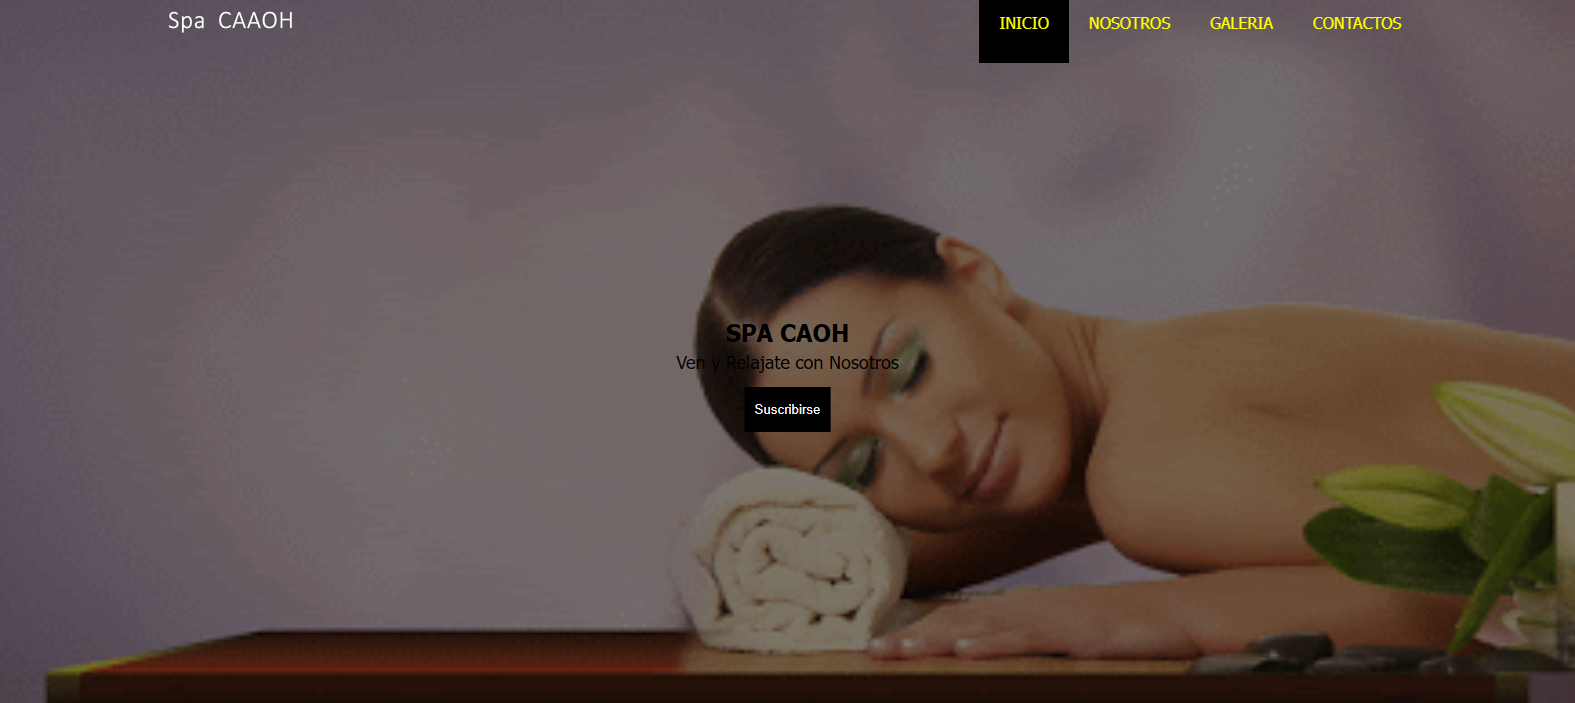 Spa CAAOH
INICIO NOSOTROS GALERIA CONTACTOS
SPA CAOH
Ven y Relajate con Nosotros
Suscribirse